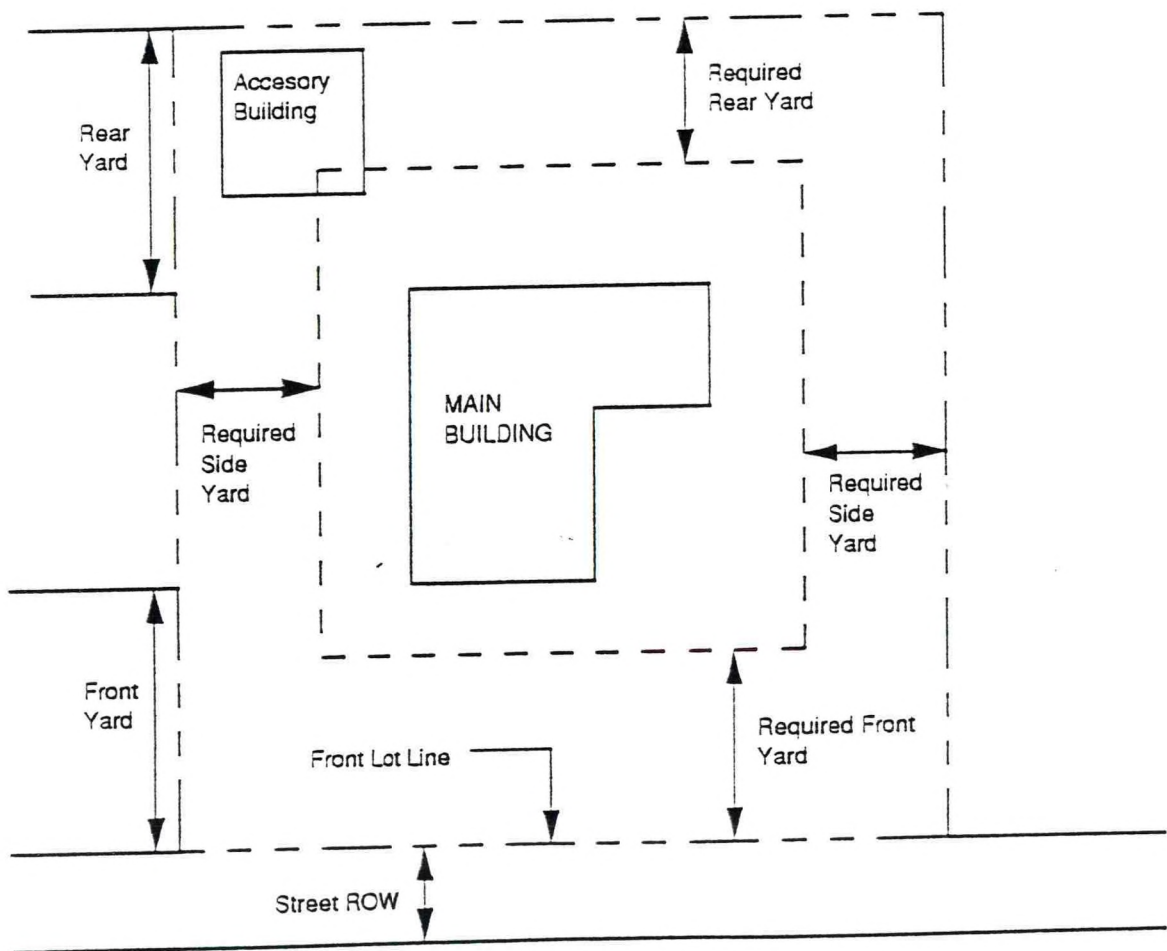 Accesory
Building
Required
Rear Yard
Rear
Yard
MAIN
BUILDING
Required
Side
Yard
Required
Side
Yard
Front
Yard
Required Front
Yard
Front Lot Line
Street ROW